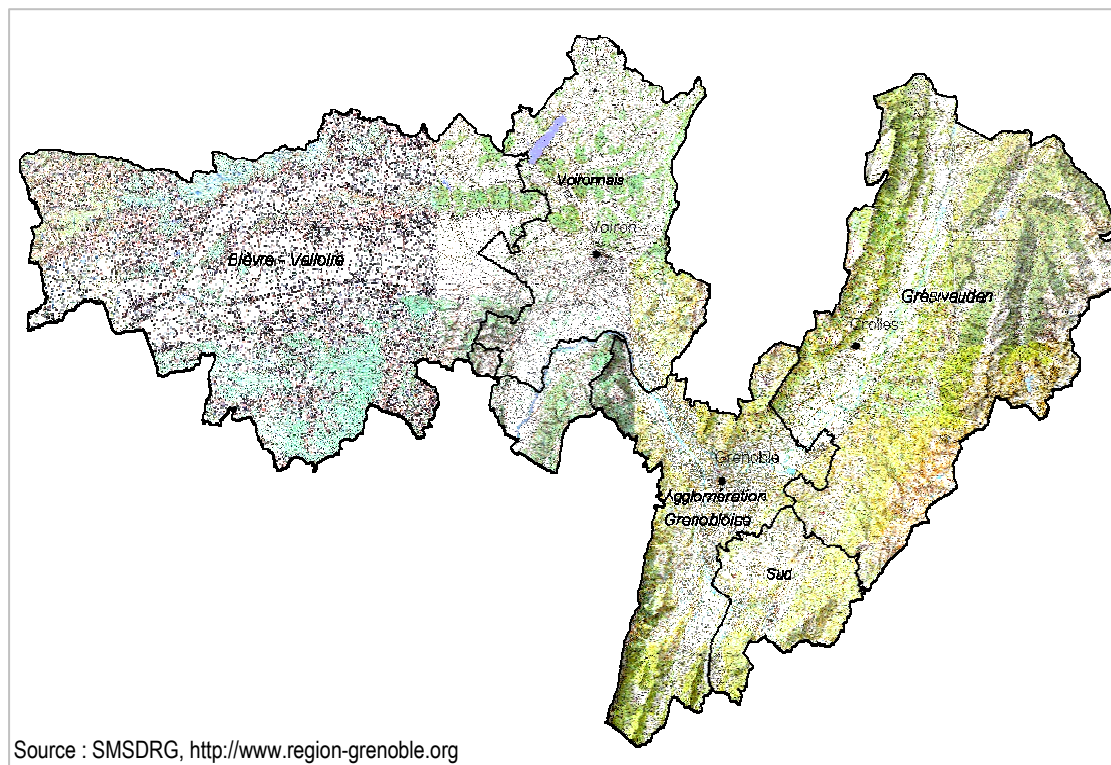 Voironnais
Voiron
Bièvre - Valloire
Grésivaudan
Crolles
Grenoble
Agglomération
Grenobloise
Sud
Source : SMSDRG, http://www.region-grenoble.org